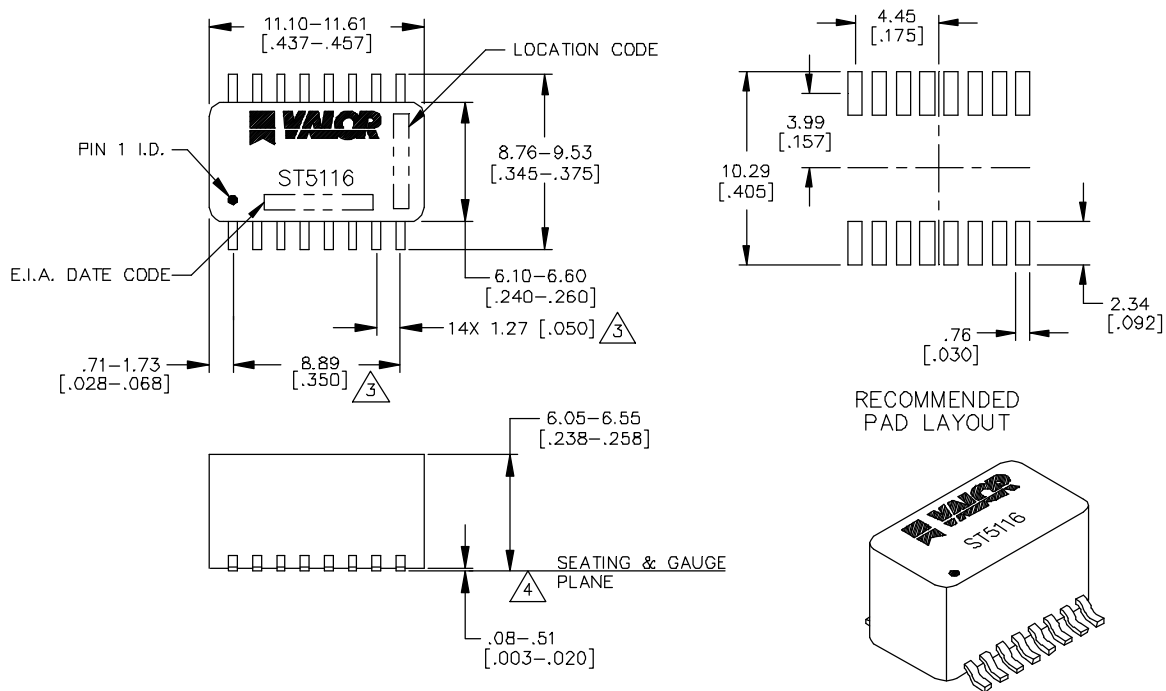 11.10–11.61
[.437–.457]
LOCATION CODE
4.45
[.175]
VALOR
PIN 1 I.D.
ST5116
8.76–9.53
[.345–.375]
3.99
[.157]
10.29
[.405]
E.I.A. DATE CODE
6.10–6.60
[.240–.260]
14X 1.27 [.050] 3
2.34
[.092]
.76
[.030]
.71–1.73
[.028–.068]
8.89
[.350] 3
RECOMMENDED
PAD LAYOUT
6.05–6.55
[.238–.258]
SEATING & GAUGE
PLANE
4
.08–.51
[.003–.020]
VALOR
ST5116